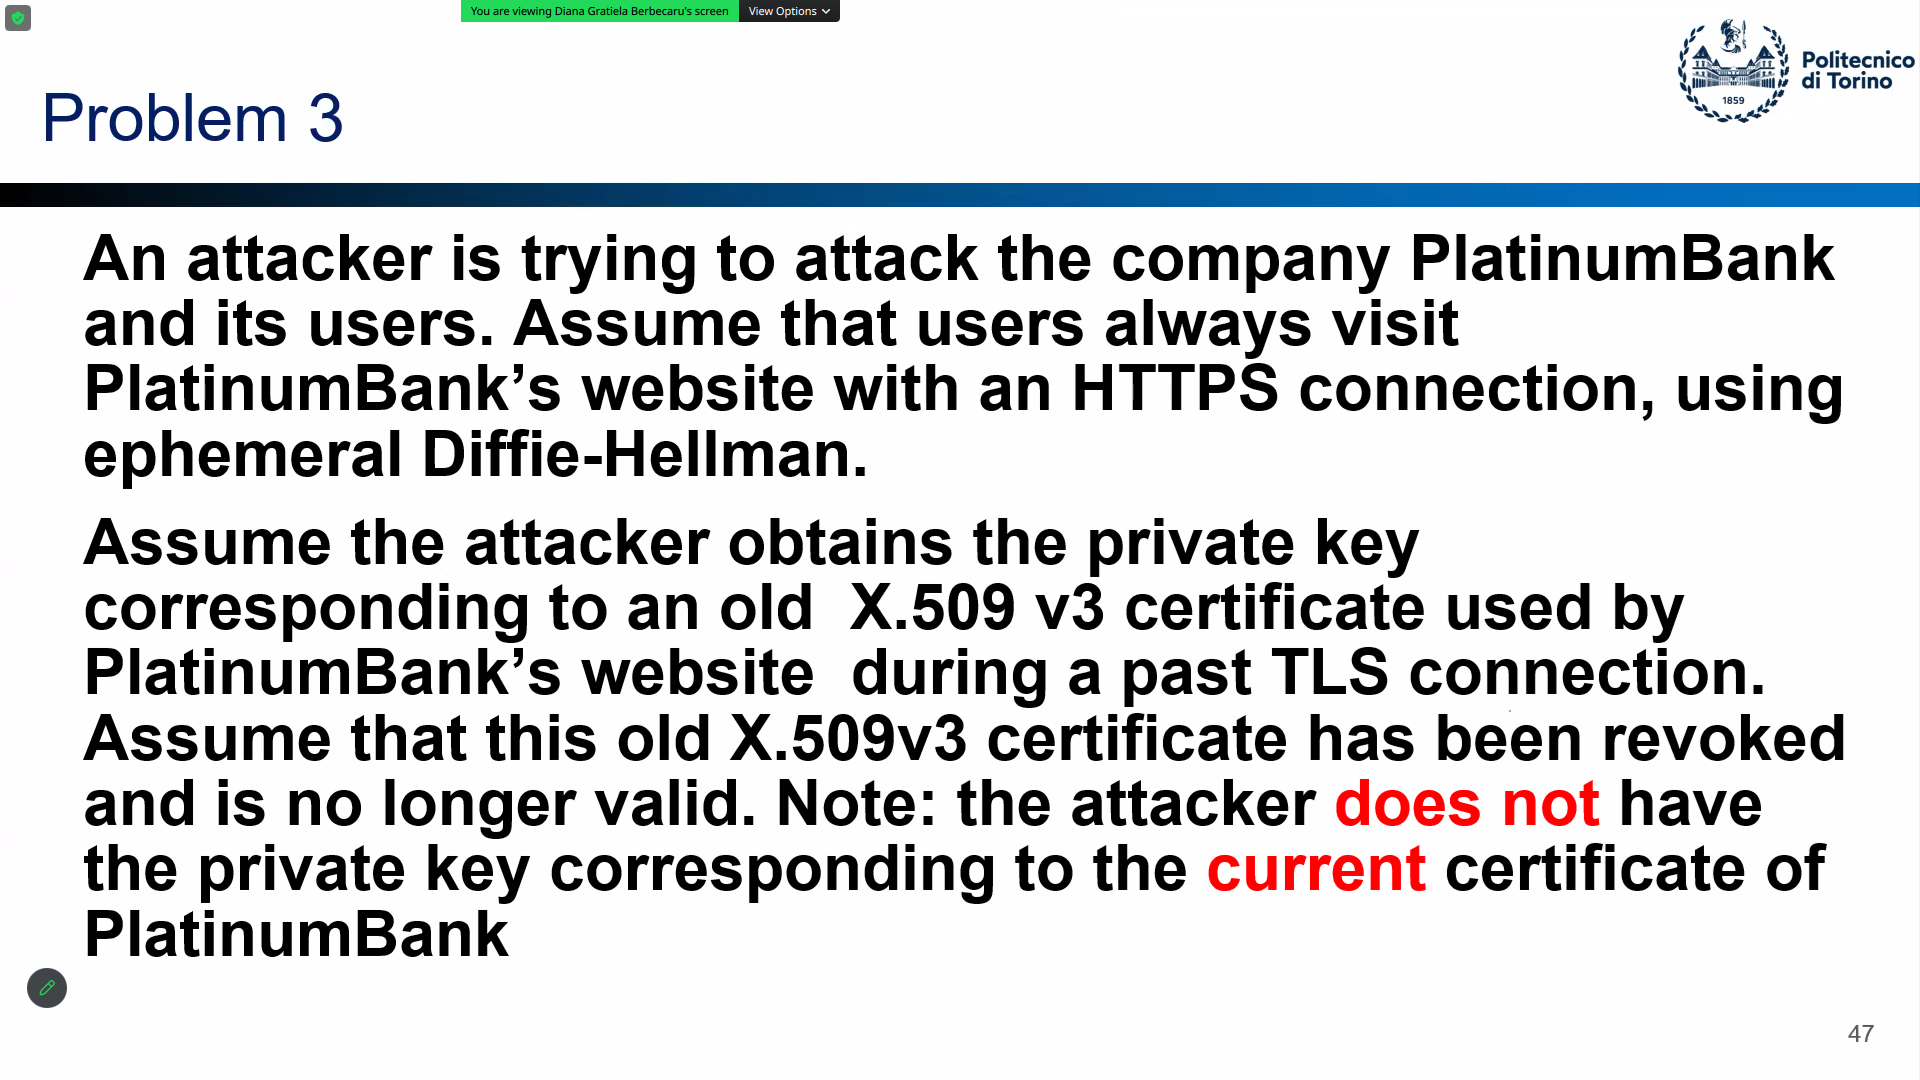 You are viewing Diana Gratiela Berbecaru's screen
View Options
Politecnico
di Torino
1859
Problem 3
An attacker is trying to attack the company PlatinumBank
and its users. Assume that users always visit
PlatinumBank’s website with an HTTPS connection, using
ephemeral Diffie-Hellman.
Assume the attacker obtains the private key
corresponding to an old X.509 v3 certificate used by
PlatinumBank’s website during a past TLS connection.
Assume that this old X.509v3 certificate has been revoked
and is no longer valid. Note: the attacker does not have
the private key corresponding to the current certificate of
PlatinumBank
47